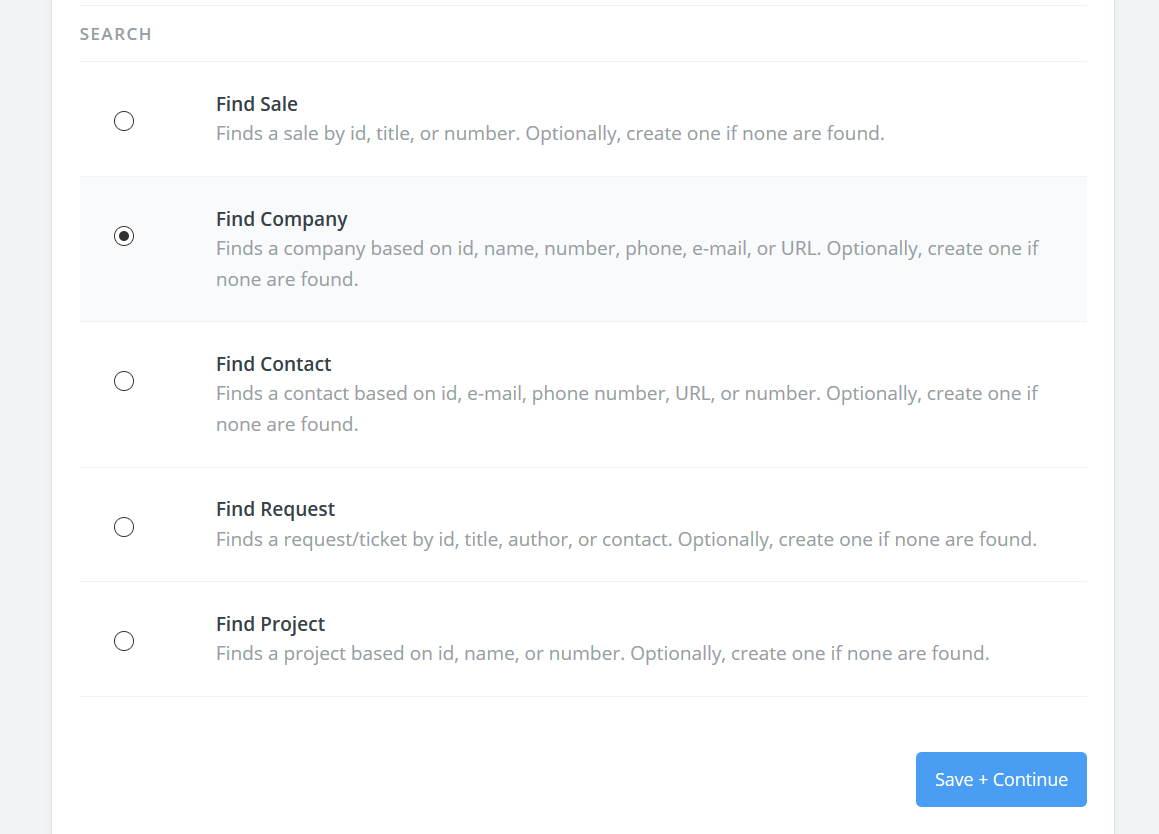 SEARCH
Find Sale
Finds a sale by id, title, or number. Optionally, create one if none are found.
Find Company
Finds a company based on id, name, number, phone, e-mail, or URL. Optionally, create one if
none are found.
Find Contact
Finds a contact based on id, e-mail, phone number, URL, or number. Optionally, create one if
none are found.
Find Request
Finds a request/ticket by id, title, author, or contact. Optionally, create one if none are found.
Find Project
Finds a project based on id, name, or number. Optionally, create one if none are found.
Save + Continue